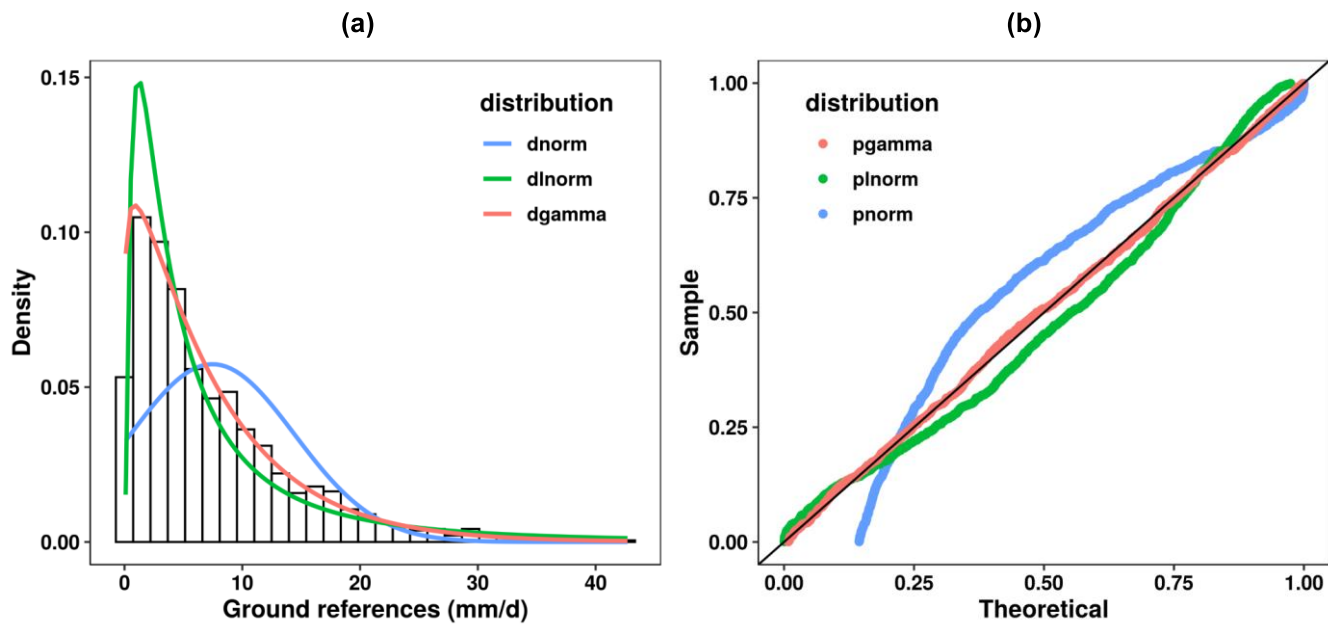 (a)
0.15
0.10
0.05
0.00
Density
0 10 20 30 40
Ground references (mm/d)
distribution
dnorm
dlnorm
dgamma
(b)
1.00
0.75
0.50
0.25
0.00
Sample
0.00 0.25 0.50 0.75 1.00
Theoretical
distribution
pgamma
plnorm
pnorm